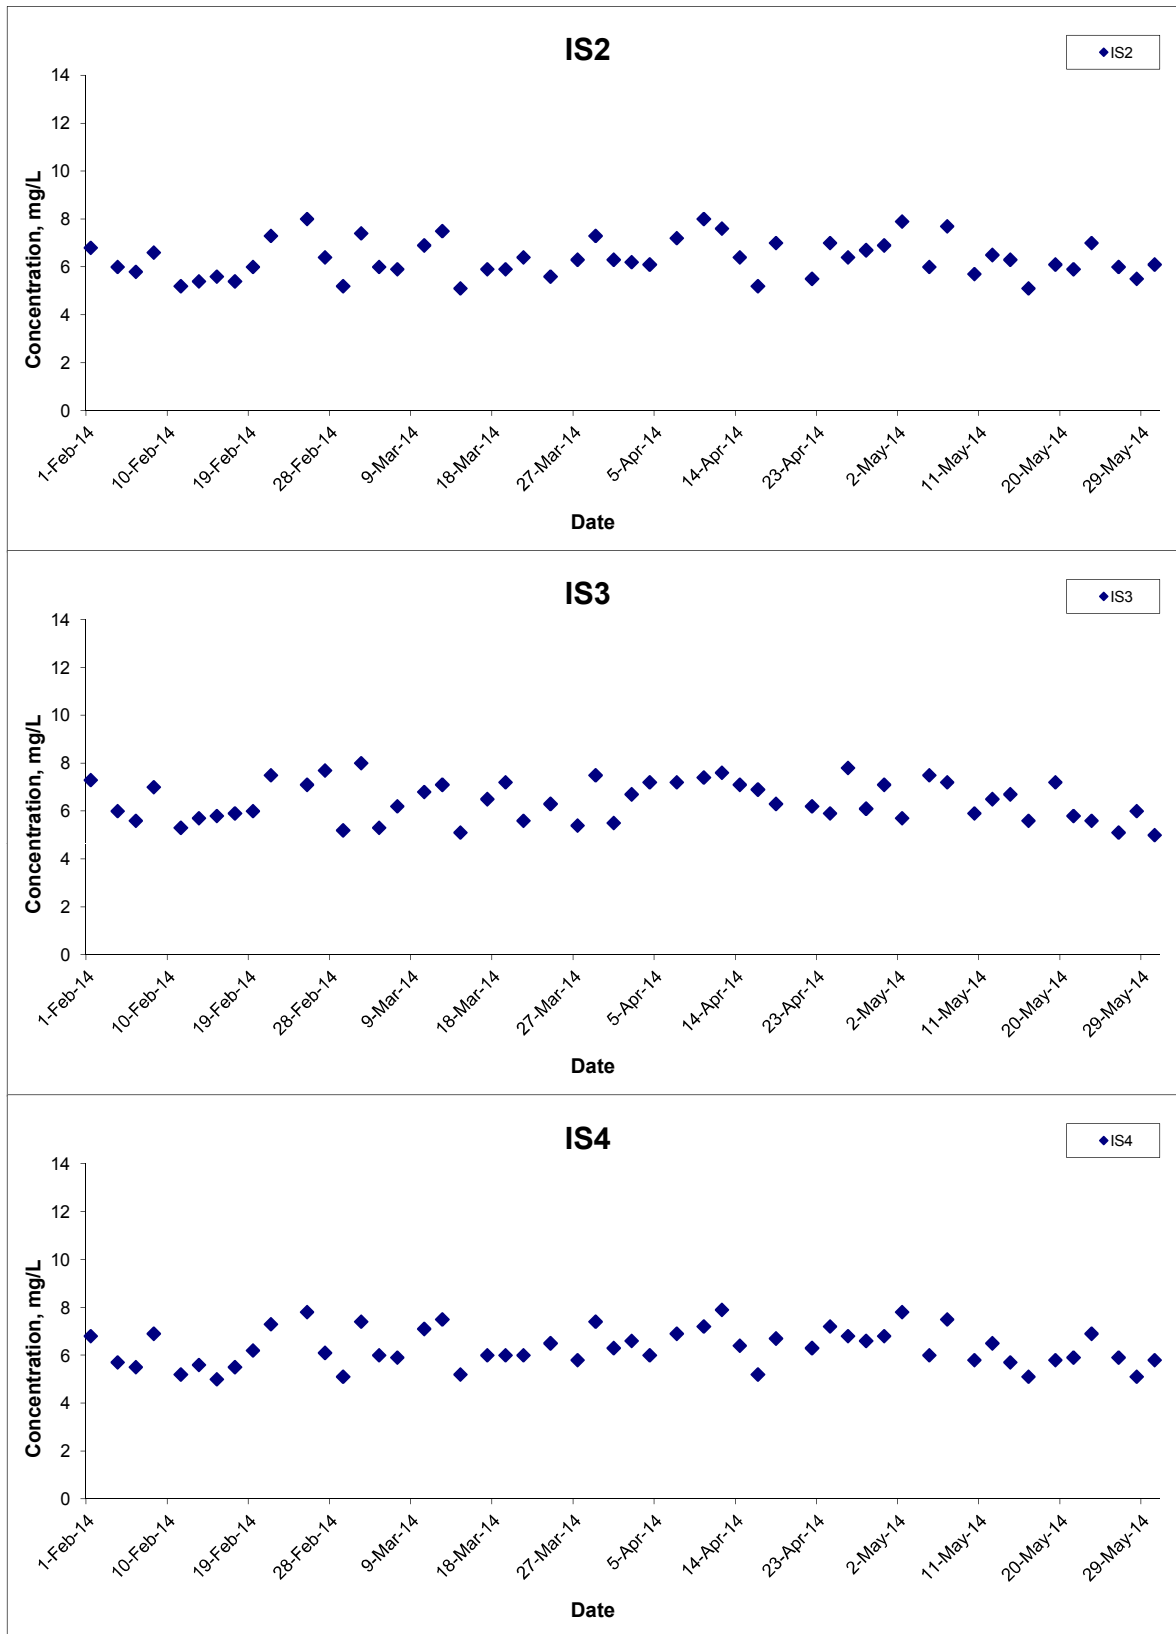 IS2
IS2
14
12
10
8
6
4
2
0
Concentration, mg/L
1-Feb-14
10-Feb-14
19-Feb-14
28-Feb-14
9-Mar-14
18-Mar-14
27-Mar-14
5-Apr-14
14-Apr-14
23-Apr-14
2-May-14
11-May-14
20-May-14
29-May-14
Date
IS3
IS3
14
12
10
8
6
4
2
0
Concentration, mg/L
1-Feb-14
10-Feb-14
19-Feb-14
28-Feb-14
9-Mar-14
18-Mar-14
27-Mar-14
5-Apr-14
14-Apr-14
23-Apr-14
2-May-14
11-May-14
20-May-14
29-May-14
Date
IS4
IS4
14
12
10
8
6
4
2
0
Concentration, mg/L
1-Feb-14
10-Feb-14
19-Feb-14
28-Feb-14
9-Mar-14
18-Mar-14
27-Mar-14
5-Apr-14
14-Apr-14
23-Apr-14
2-May-14
11-May-14
20-May-14
29-May-14
Date